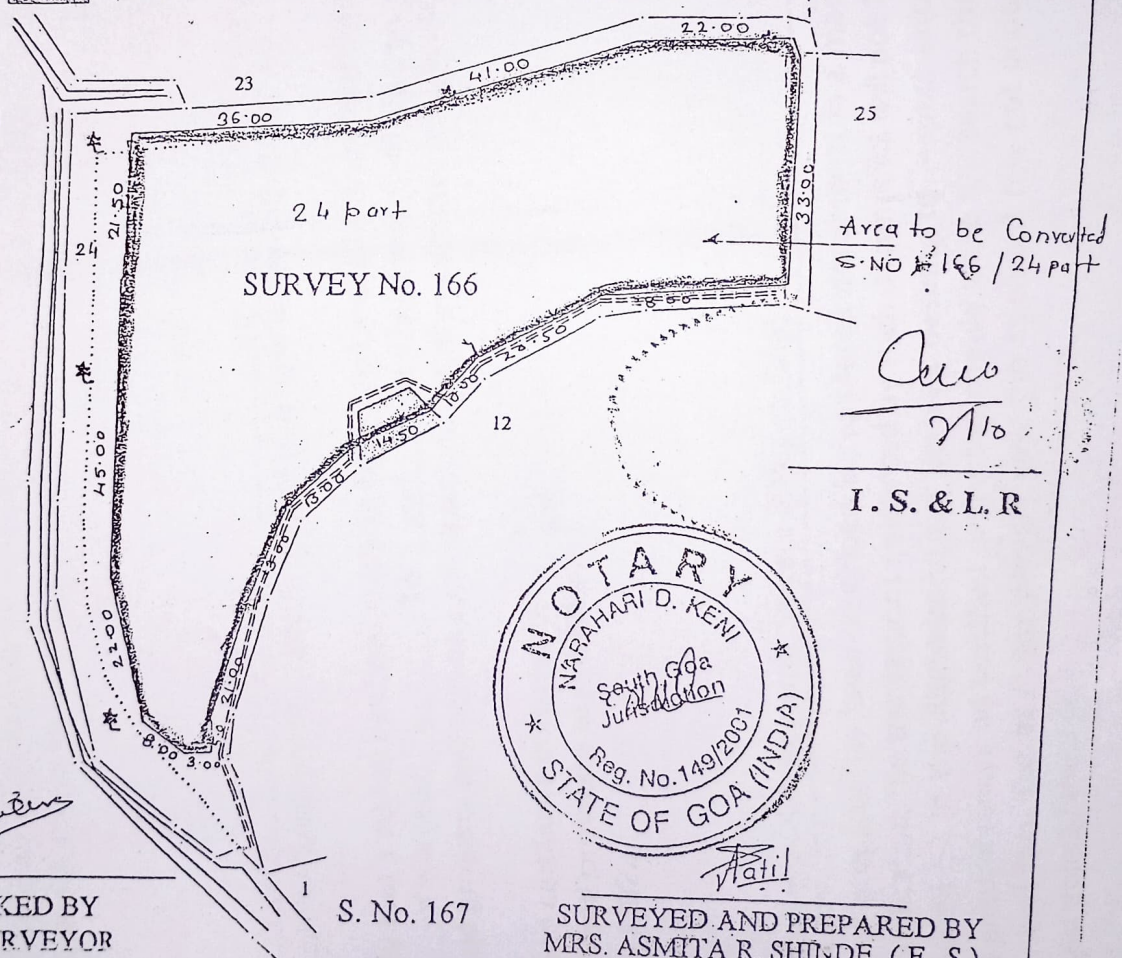 22.00
41.00
23
36.00
25
33.00
21.50
24 part
24
Area to be Converted
S.NO 166 / 24 part
SURVEY No. 166
8.00
28.50
10.50
12
14.50
13.00
45.00
I. S. & L. R
22.00
21.00
8.00
3.00
NOTARY
NARAHARI D. KENI
South Goa
Jurisdiction
Reg. No.149/2001
STATE OF GOA (INDIA)
Patil
1
S. No. 167
KED BY
RVEYOR
SURVEYED AND PREPARED BY
MRS. ASMITA R. SHINDE ( F. S.)